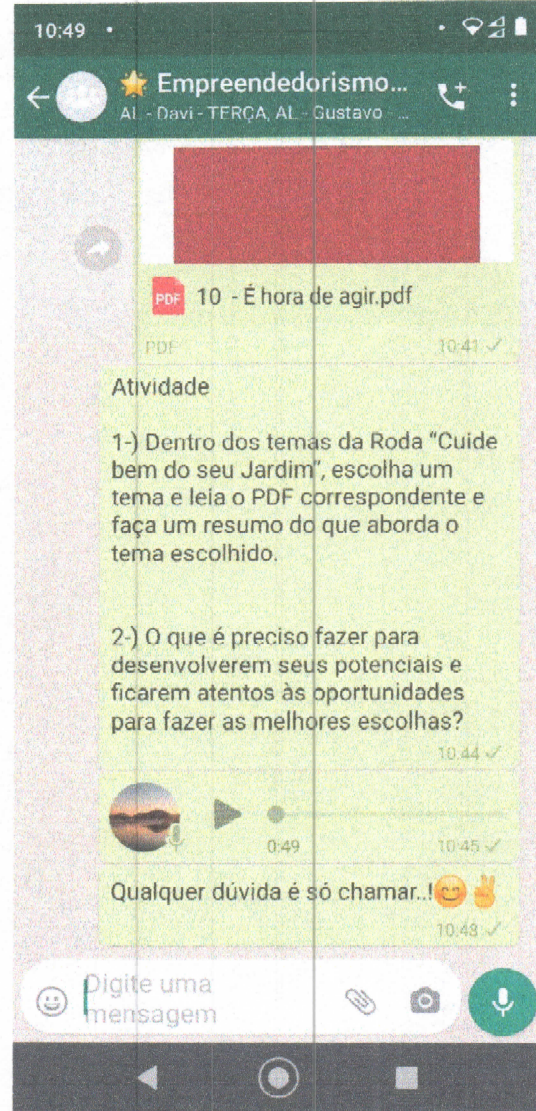 10:49
Empreendedorismo...
AL - Davi - TERÇA, AL - Gustavo - ...
PDF 10 - É hora de agir.pdf
PDF 10:41
Atividade
1-) Dentro dos temas da Roda “Cuide
bem do seu Jardim”, escolha um
tema e leia o PDF correspondente e
faça um resumo do que aborda o
tema escolhido.
2-) O que é preciso fazer para
desenvolverem seus potenciais e
ficarem atentos às oportunidades
para fazer as melhores escolhas?
10:44
0:49 10:45
Qualquer dúvida é só chamar..!😊✌
10:48
Digite uma
mensagem